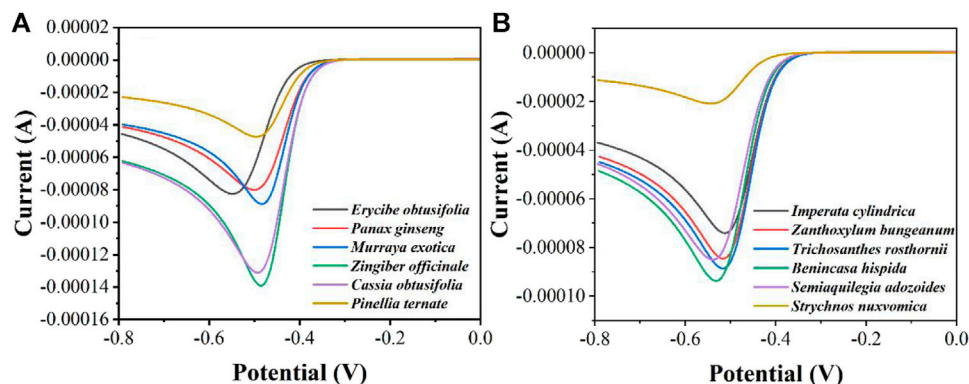 A
0.00002
0.00000
-0.00002
-0.00004
-0.00006
-0.00008
-0.00010
-0.00012
-0.00014
-0.00016
Current (A)
Erycibe obtusifolia
Panax ginseng
Murraya exotica
Zingiber officinale
Cassia obtusifolia
Pinellia ternate
-0.8
-0.6
-0.4
-0.2
0.0
Potential (V)
B
0.00000
-0.00002
-0.00004
-0.00006
-0.00008
-0.00010
Current (A)
Imperata cylindrica
Zanthoxylum bungeanum
Trichosanthes rosthornii
Benincasa hispida
Semiaquilegia adozoides
Strychnos nuxvomica
-0.8
-0.6
-0.4
-0.2
0.0
Potential (V)